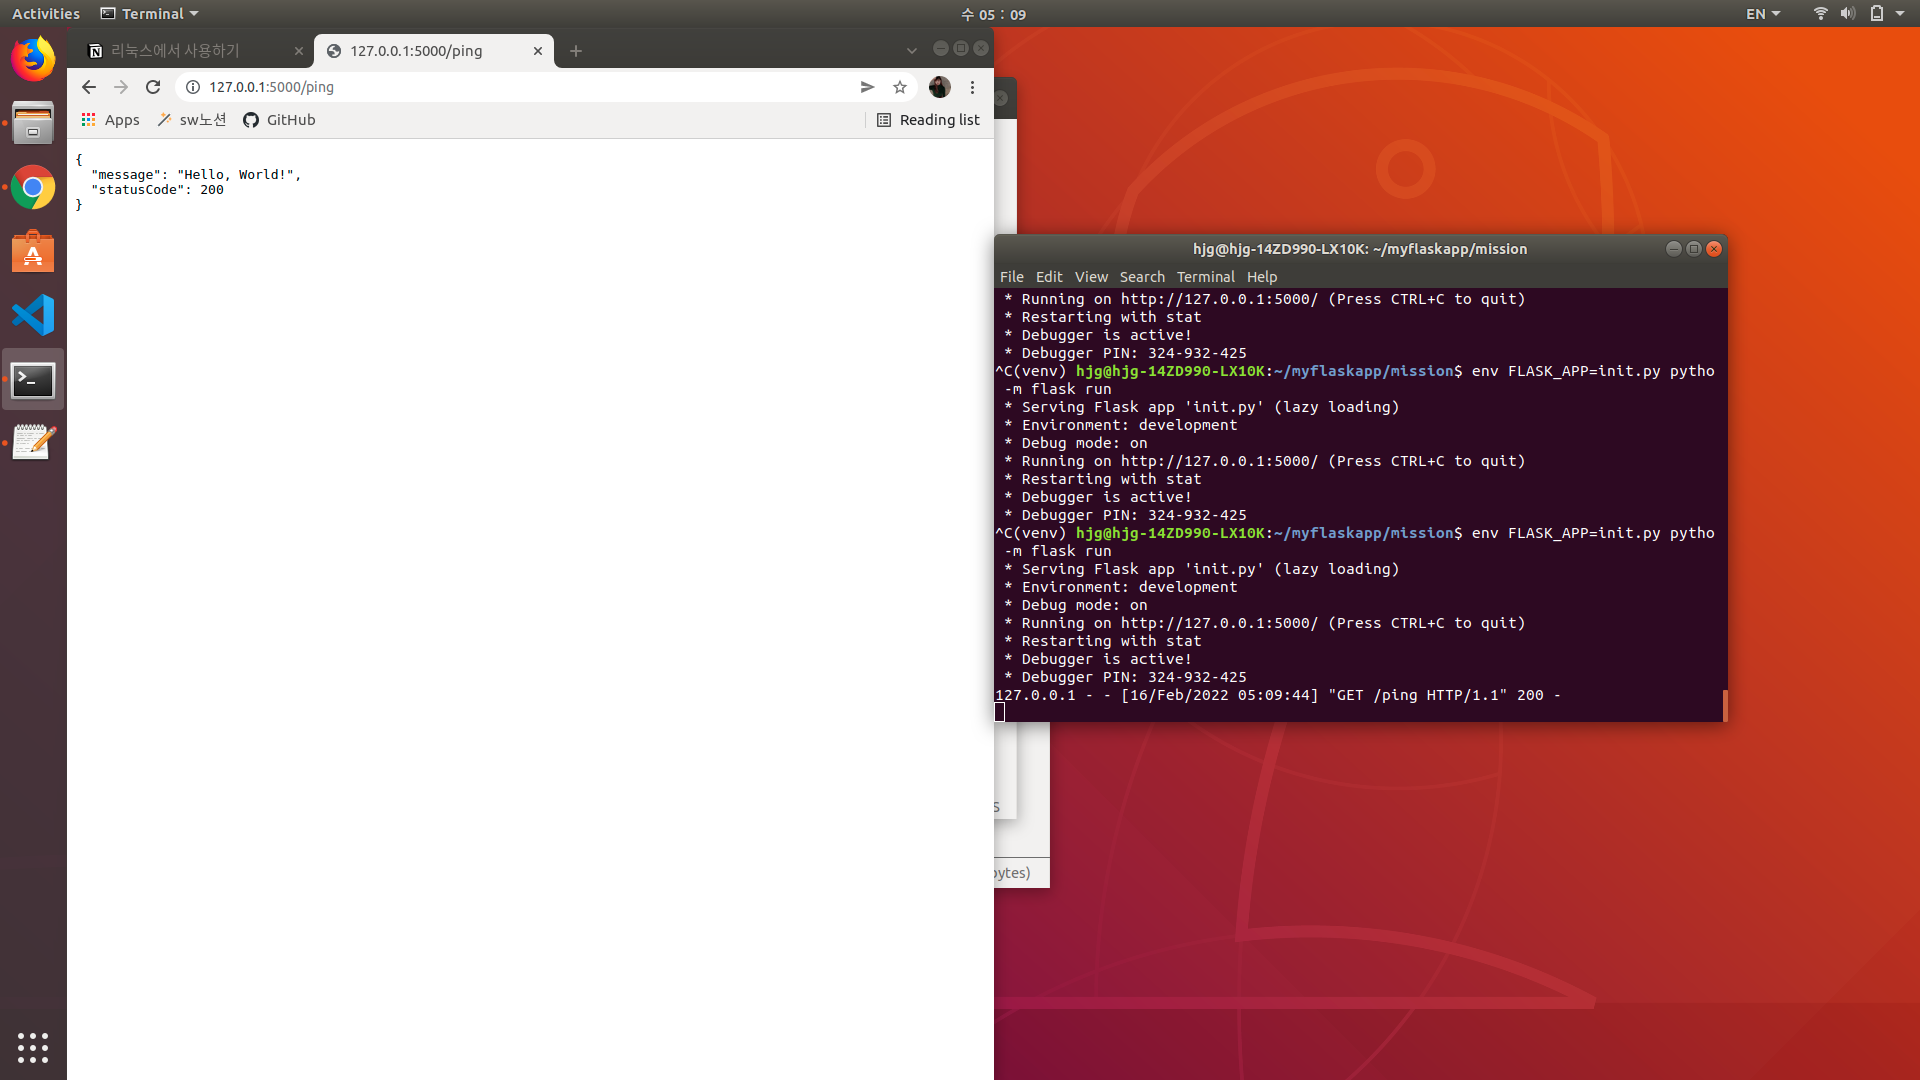 Activities
Terminal
수 05 : 09
EN
리눅스에서 사용하기
127.0.0.1:5000/ping
127.0.0.1:5000/ping
Apps
sw노션
GitHub
Reading list
{
"message": "Hello, World!",
"statusCode": 200
}
hjg@hjg-14ZD990-LX10K: ~/myflaskapp/mission
File Edit View Search Terminal Help
* Running on http://127.0.0.1:5000/ (Press CTRL+C to quit)
* Restarting with stat
* Debugger is active!
* Debugger PIN: 324-932-425
^C(venv) hjg@hjg-14ZD990-LX10K:~/myflaskapp/mission$ env FLASK_APP=init.py pytho
-m flask run
* Serving Flask app 'init.py' (lazy loading)
* Environment: development
* Debug mode: on
* Running on http://127.0.0.1:5000/ (Press CTRL+C to quit)
* Restarting with stat
* Debugger is active!
* Debugger PIN: 324-932-425
^C(venv) hjg@hjg-14ZD990-LX10K:~/myflaskapp/mission$ env FLASK_APP=init.py pytho
-m flask run
* Serving Flask app 'init.py' (lazy loading)
* Environment: development
* Debug mode: on
* Running on http://127.0.0.1:5000/ (Press CTRL+C to quit)
* Restarting with stat
* Debugger is active!
* Debugger PIN: 324-932-425
127.0.0.1 - - [16/Feb/2022 05:09:44] "GET /ping HTTP/1.1" 200 -
s
bytes)